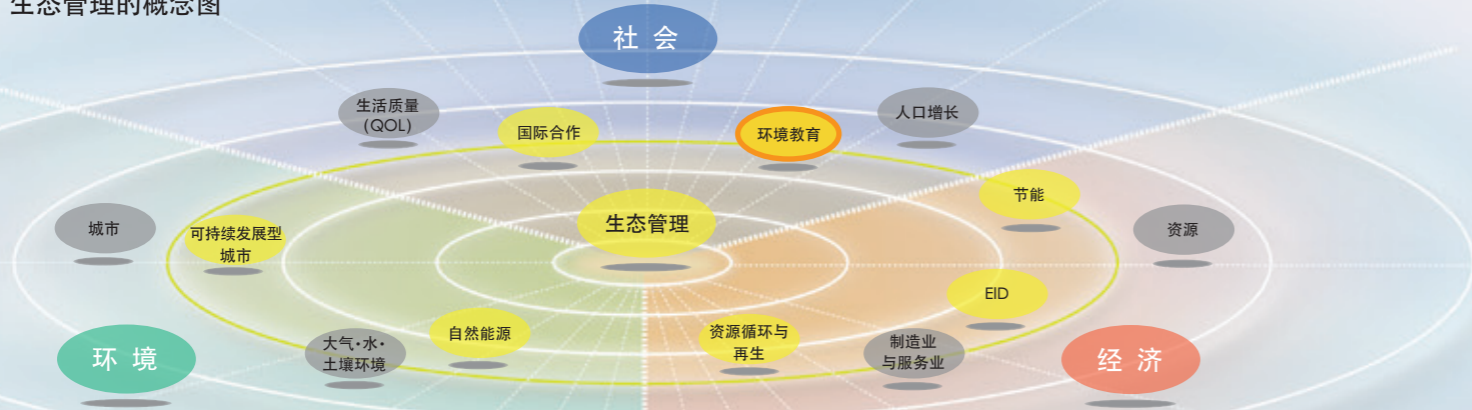 生态管理的概念图
社 会
生活质量
(QOL)
国际合作
环境教育
人口增长
节能
生态管理
城市
可持续发展型
城市
资源
EID
自然能源
资源循环与
再生
大气·水·
土壤环境
制造业
与服务业
环 境
经 济